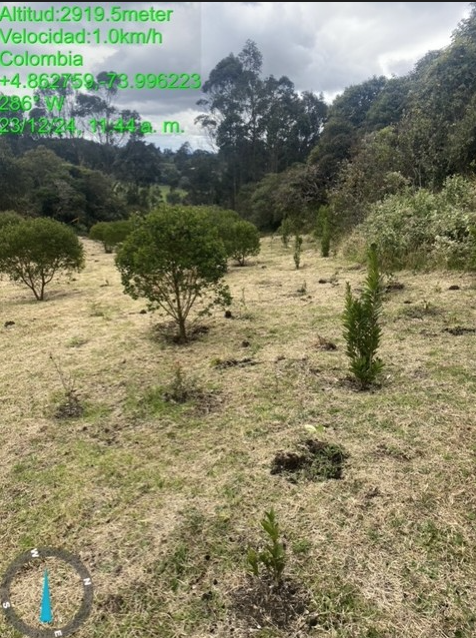 Altitud:2919.5meter
Velocidad:1.0km/h
Colombia
+4.862759,-73.996223
286° W
23/12/24, 11:44 a. m.
W
N
S
E